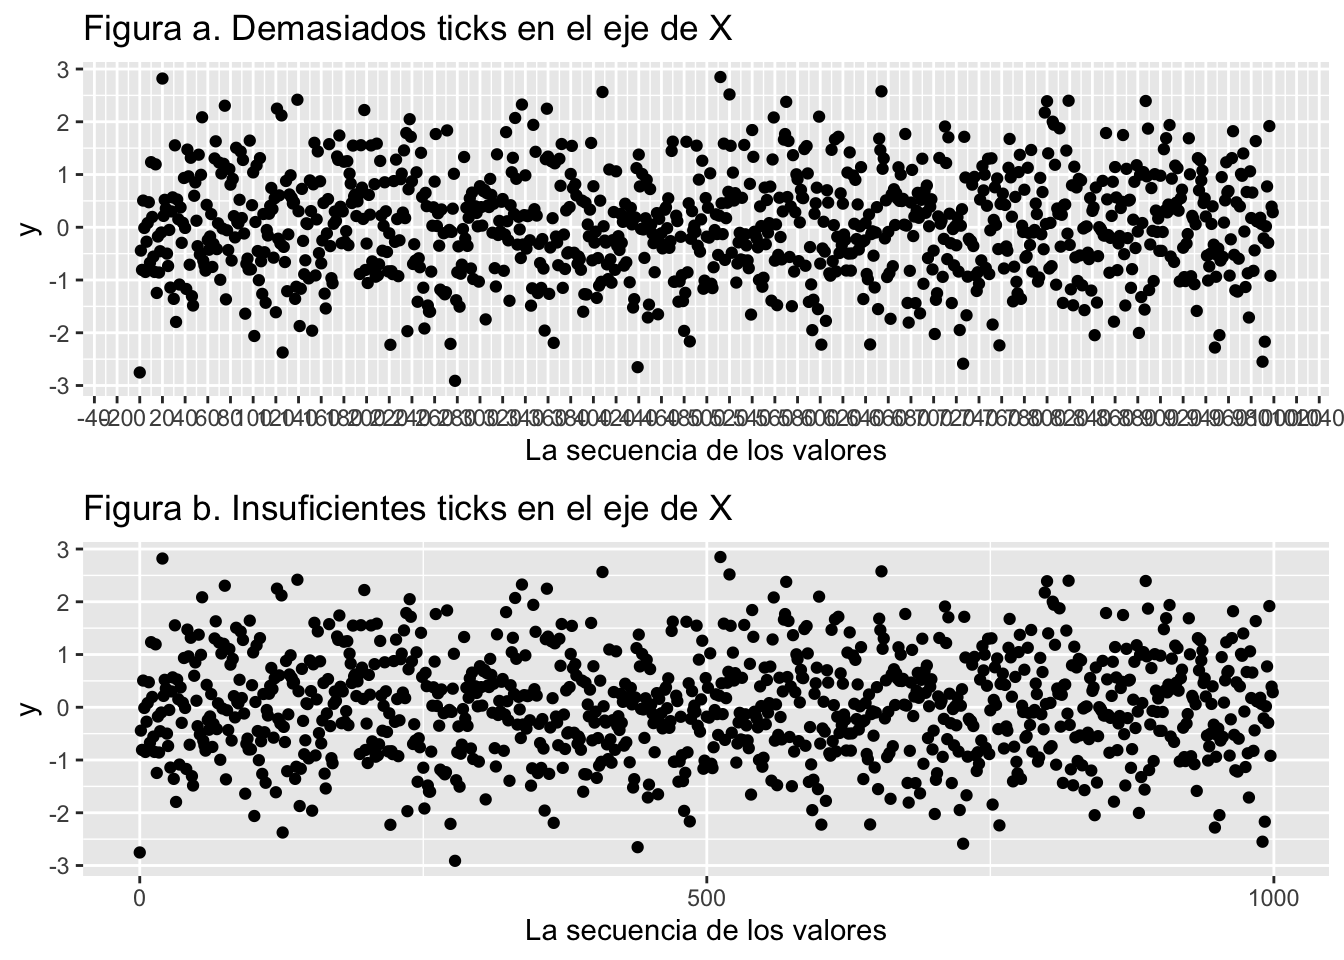 Figura a. Demasiados ticks en el eje de X
3
2
1
0
-1
-2
-3
y
La secuencia de los valores
Figura b. Insuficientes ticks en el eje de X
3
2
1
0
-1
-2
-3
y
0 500 1000
La secuencia de los valores